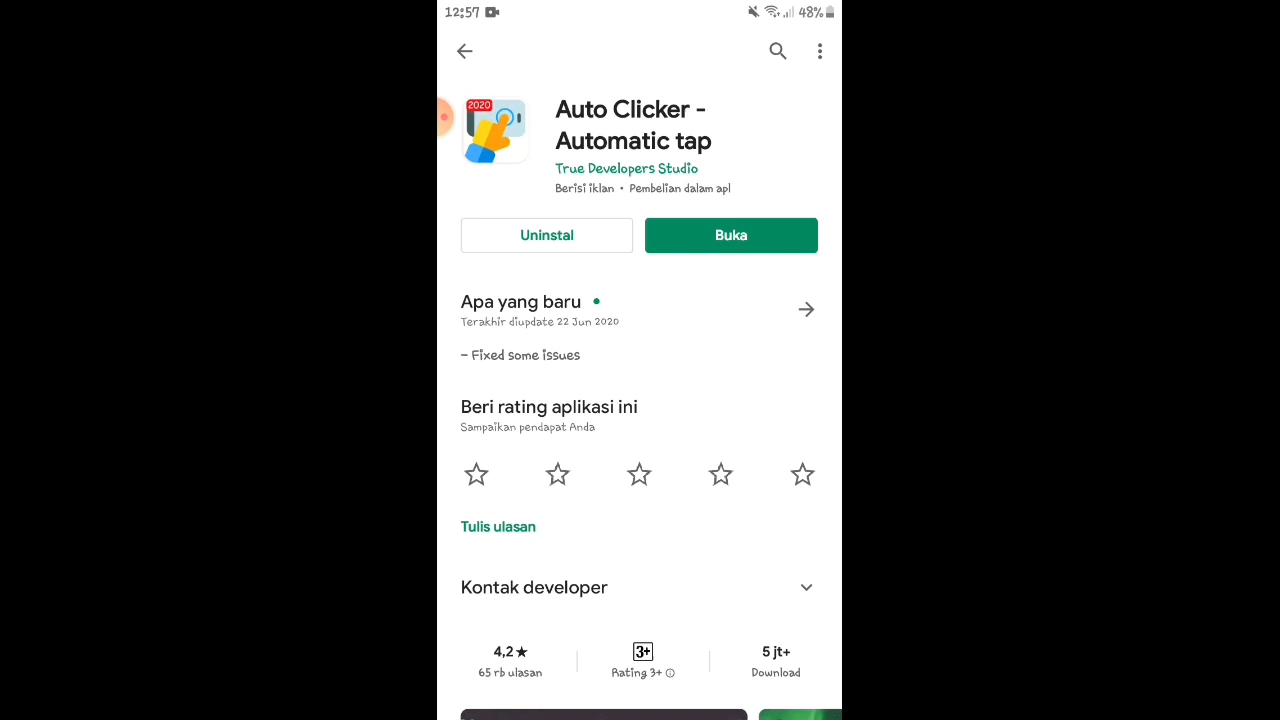 12:57 48%
2020
Auto Clicker -
Automatic tap
True Developers Studio
Berisi iklan • Pembelian dalam apl
Uninstal Buka
Apa yang baru •
Terakhir diupdate 22 Jun 2020
- Fixed some issues
Beri rating aplikasi ini
Sampaikan pendapat Anda
Tulis ulasan
Kontak developer
4,2★ 3+ 5 jt+
65 rb ulasan Rating 3+ Download